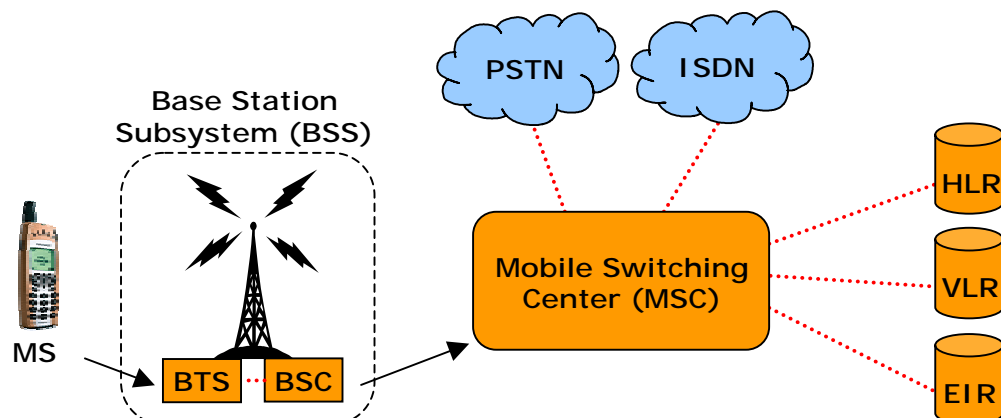 PSTN
ISDN
Base Station
Subsystem (BSS)
HLR
Mobile Switching
Center (MSC)
VLR
MS
BTS
BSC
EIR